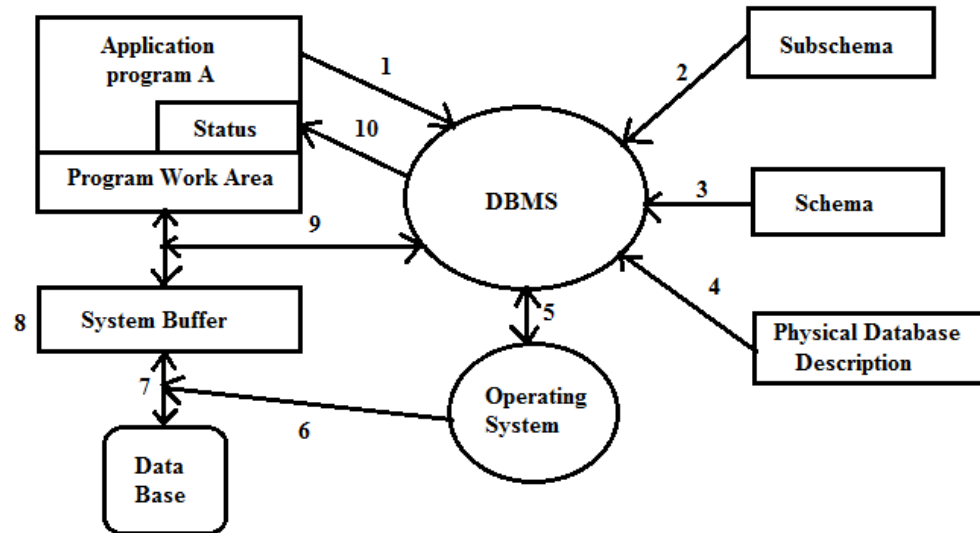 Application
program A
1
Subschema
2
Status
10
Program Work Area
DBMS
3
Schema
9
4
8
System Buffer
5
Physical Database
Description
7
Operating
System
6
Data
Base